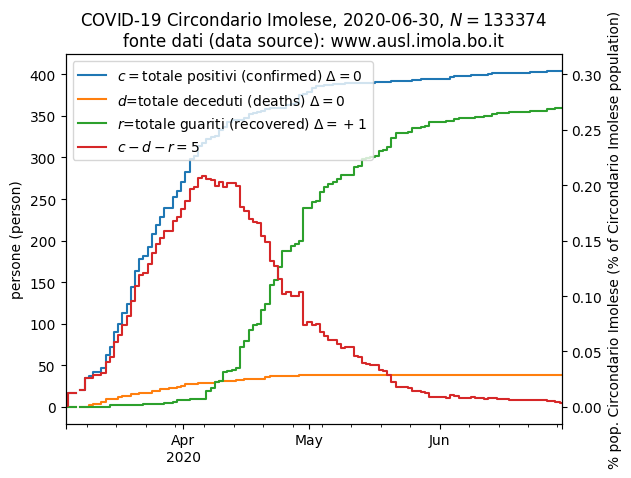 COVID-19 Circondario Imolese, 2020-06-30, N = 133374
fonte dati (data source): www.ausl.imola.bo.it
c = totale positivi (confirmed) Δ = 0
d=totale deceduti (deaths) Δ = 0
r=totale guariti (recovered) Δ = +1
c − d − r = 5
persone (person)
400
350
300
250
200
150
100
50
0
0.30
0.25
0.20
0.15
0.10
0.05
0.00
% pop. Circondario Imolese (% of Circondario Imolese population)
Apr
2020
May
Jun